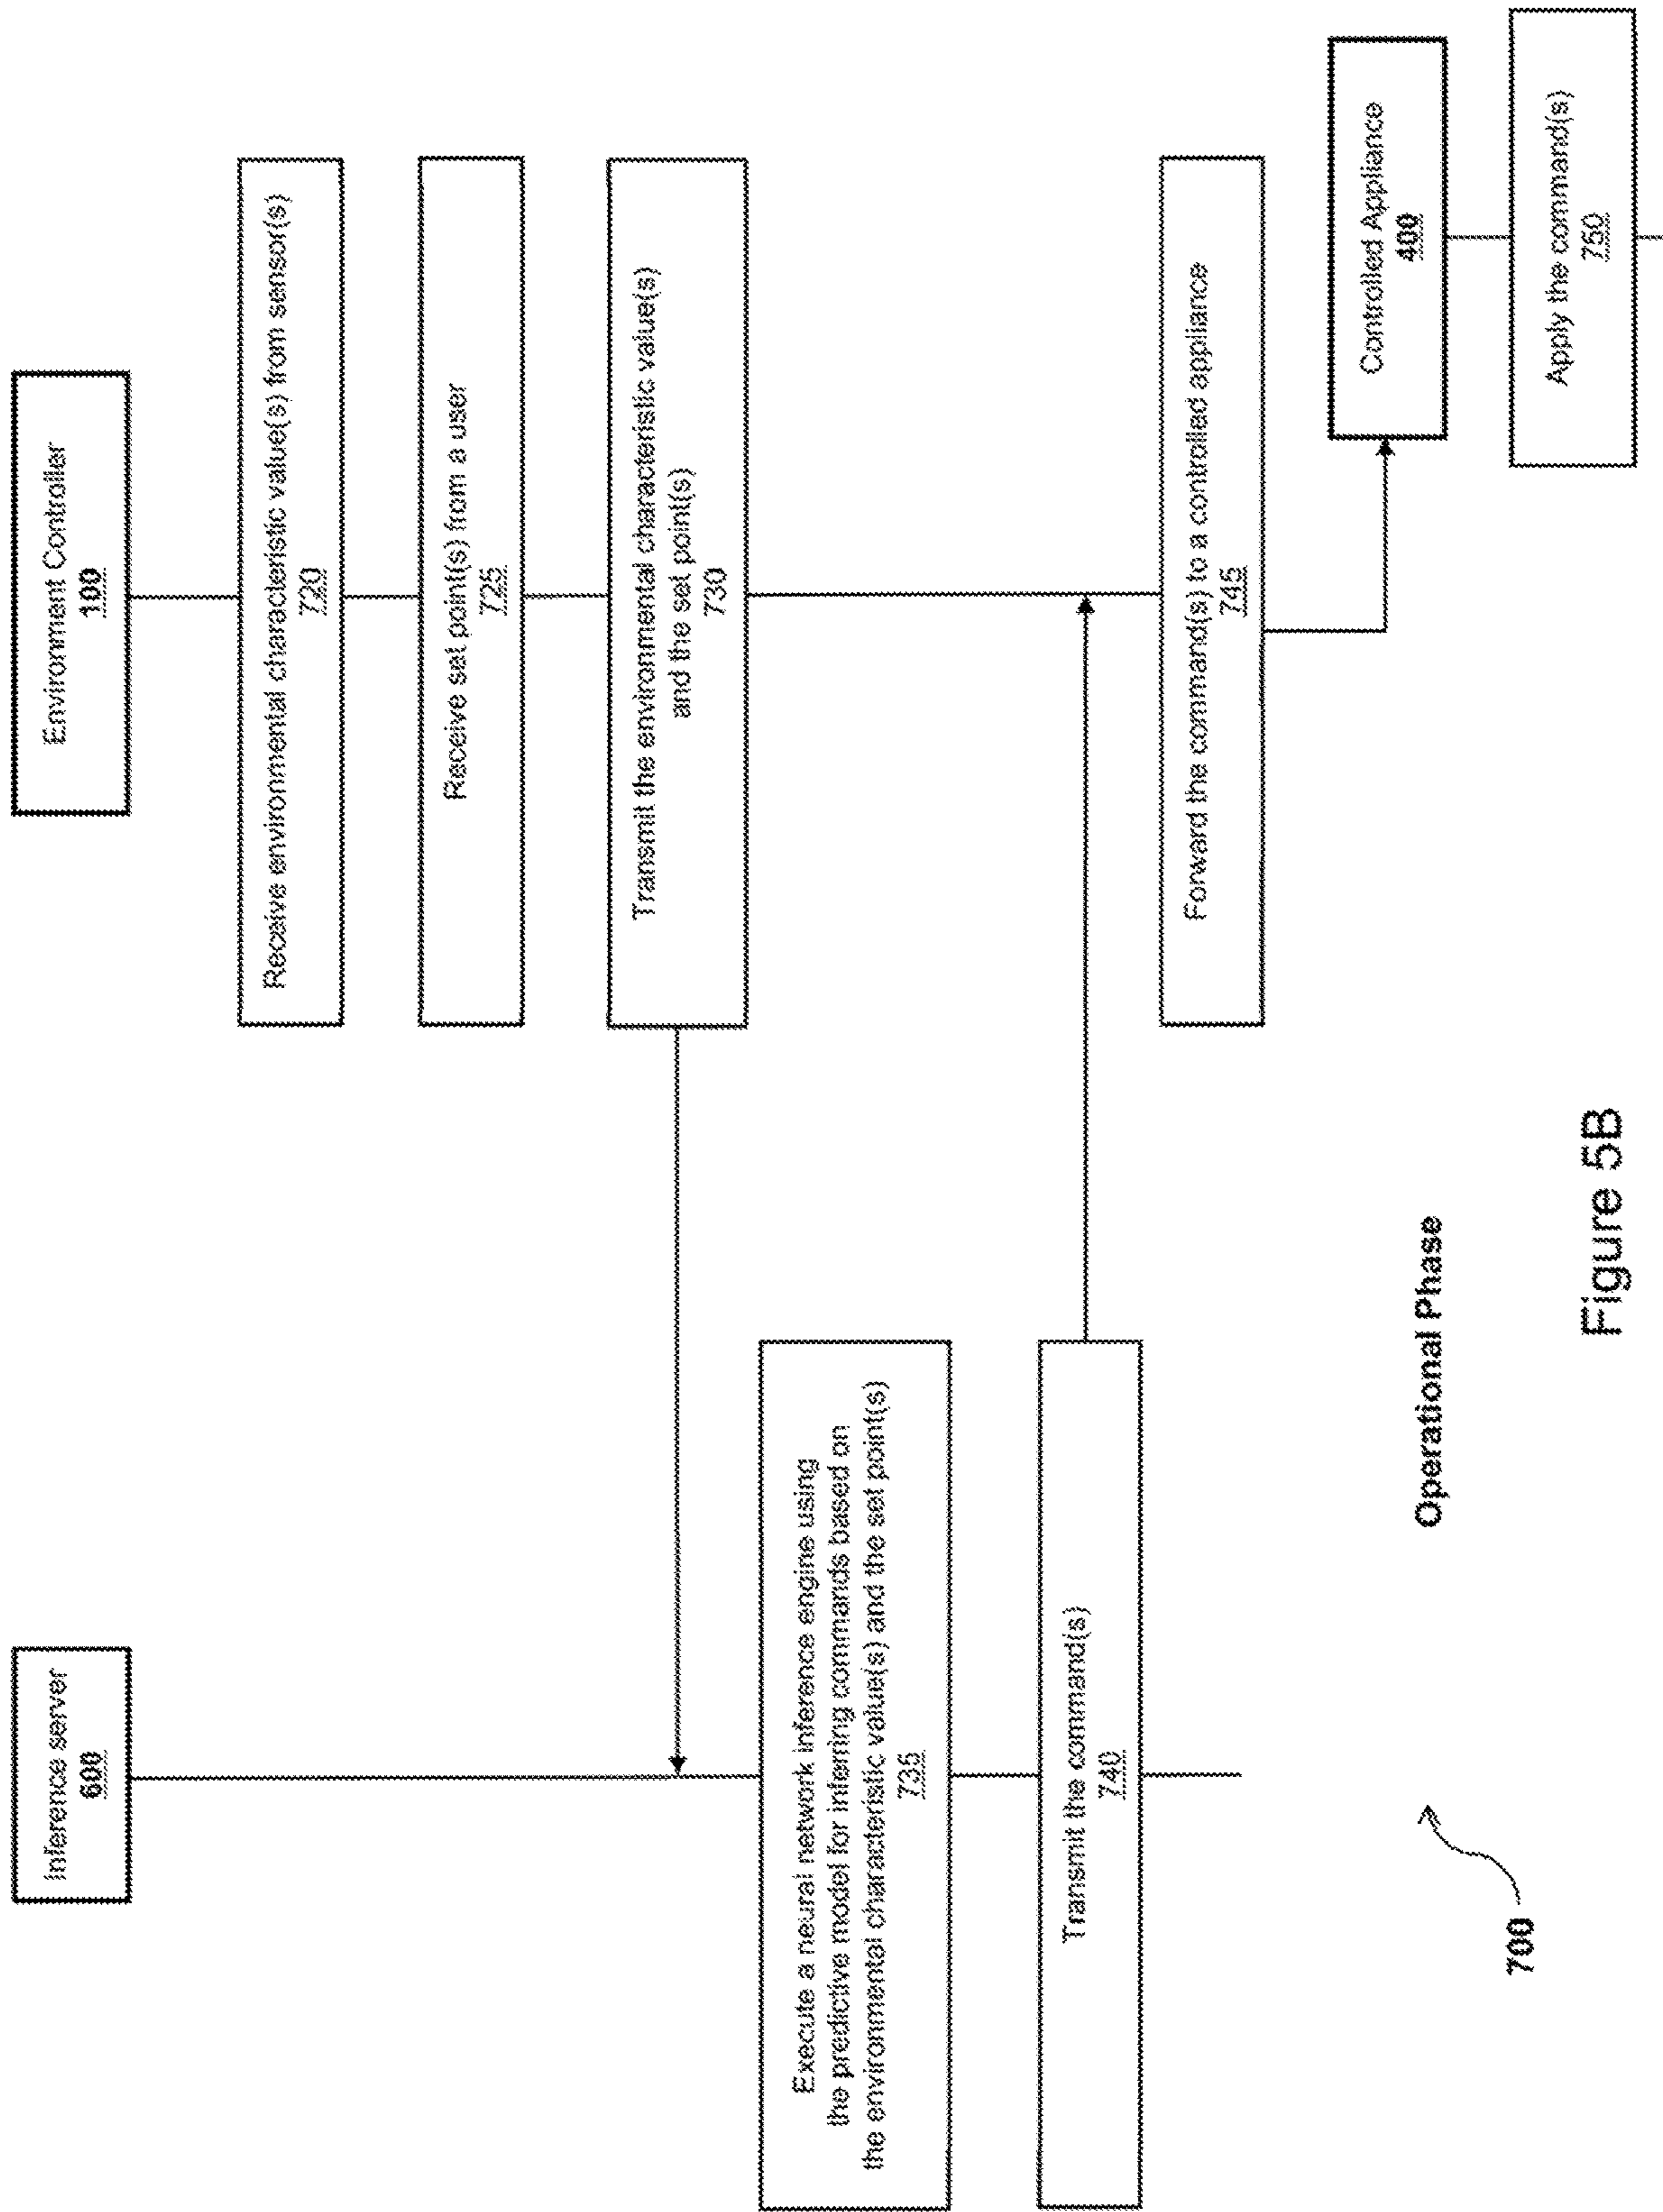 Inference server
600
Environment Controller
100
Receive environmental characteristic value(s) from sensor(s)
720
Receive set point(s) from a user
725
Transmit the environmental characteristic value(s)
and the set point(s)
730
Execute a neural network inference engine using
the predictive model for inferring commands based on
the environmental characteristic value(s) and the set point(s)
735
Transmit the command(s)
740
Forward the command(s) to a controlled appliance
745
Controlled Appliance
400
Apply the command(s)
750
Operational Phase
700
Figure 5B